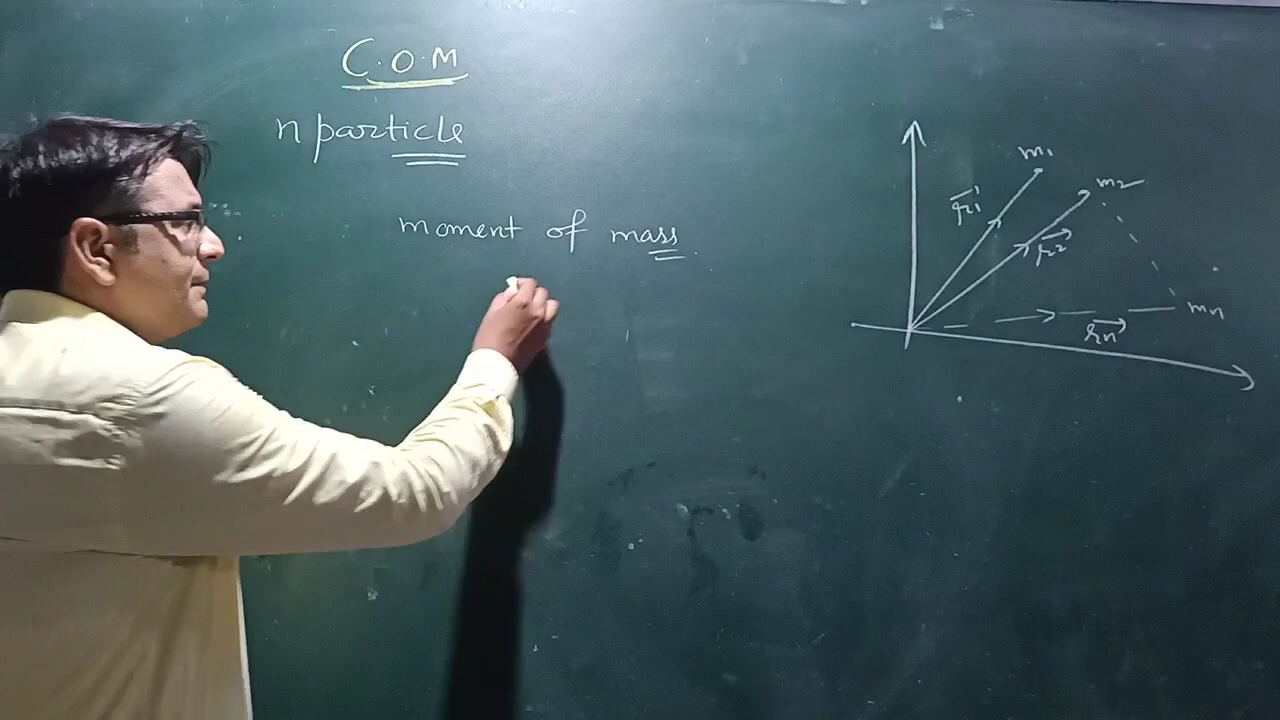 C.O.M
n particle
moment of mass
m₁
m₂
r₁
r₂
mn
rn